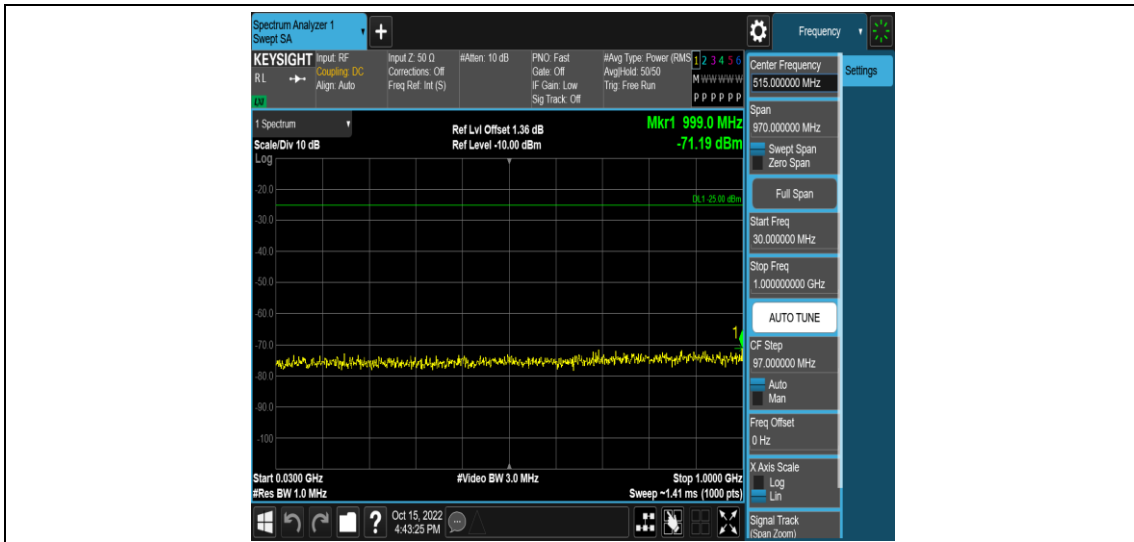 Spectrum Analyzer 1
Swept SA
+
Frequency
KEYSIGHT
RL
LXI
Input: RF
Coupling: DC
Align: Auto
Input Z: 50 Ω
Corrections: Off
Freq Ref: Int (S)
#Atten: 10 dB
PNO: Fast
Gate: Off
IF Gain: Low
Sig Track: Off
#Avg Type: Power (RMS
Avg|Hold: 50/50
Trig: Free Run
1 2 3 4 5 6
M W W W W W
P P P P P P
1 Spectrum
Scale/Div 10 dB
Ref Lvl Offset 1.36 dB
Ref Level -10.00 dBm
Mkr1 999.0 MHz
-71.19 dBm
Log
DL1 -25.00 dBm
-20.0
-30.0
-40.0
-50.0
-60.0
-70.0
-80.0
-90.0
-100
1
Start 0.0300 GHz
#Res BW 1.0 MHz
#Video BW 3.0 MHz
Stop 1.0000 GHz
Sweep ~1.41 ms (1000 pts)
Center Frequency
515.000000 MHz
Settings
Span
970.000000 MHz
Swept Span
Zero Span
Full Span
Start Freq
30.000000 MHz
Stop Freq
1.000000000 GHz
AUTO TUNE
CF Step
97.000000 MHz
Auto
Man
Freq Offset
0 Hz
X Axis Scale
Log
Lin
Signal Track
(Span Zoom)
?
Oct 15, 2022
4:43:25 PM